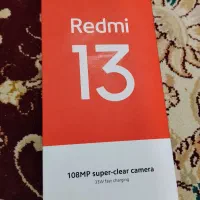 Redmi
13
108MP super-clear camera
33W fast charging